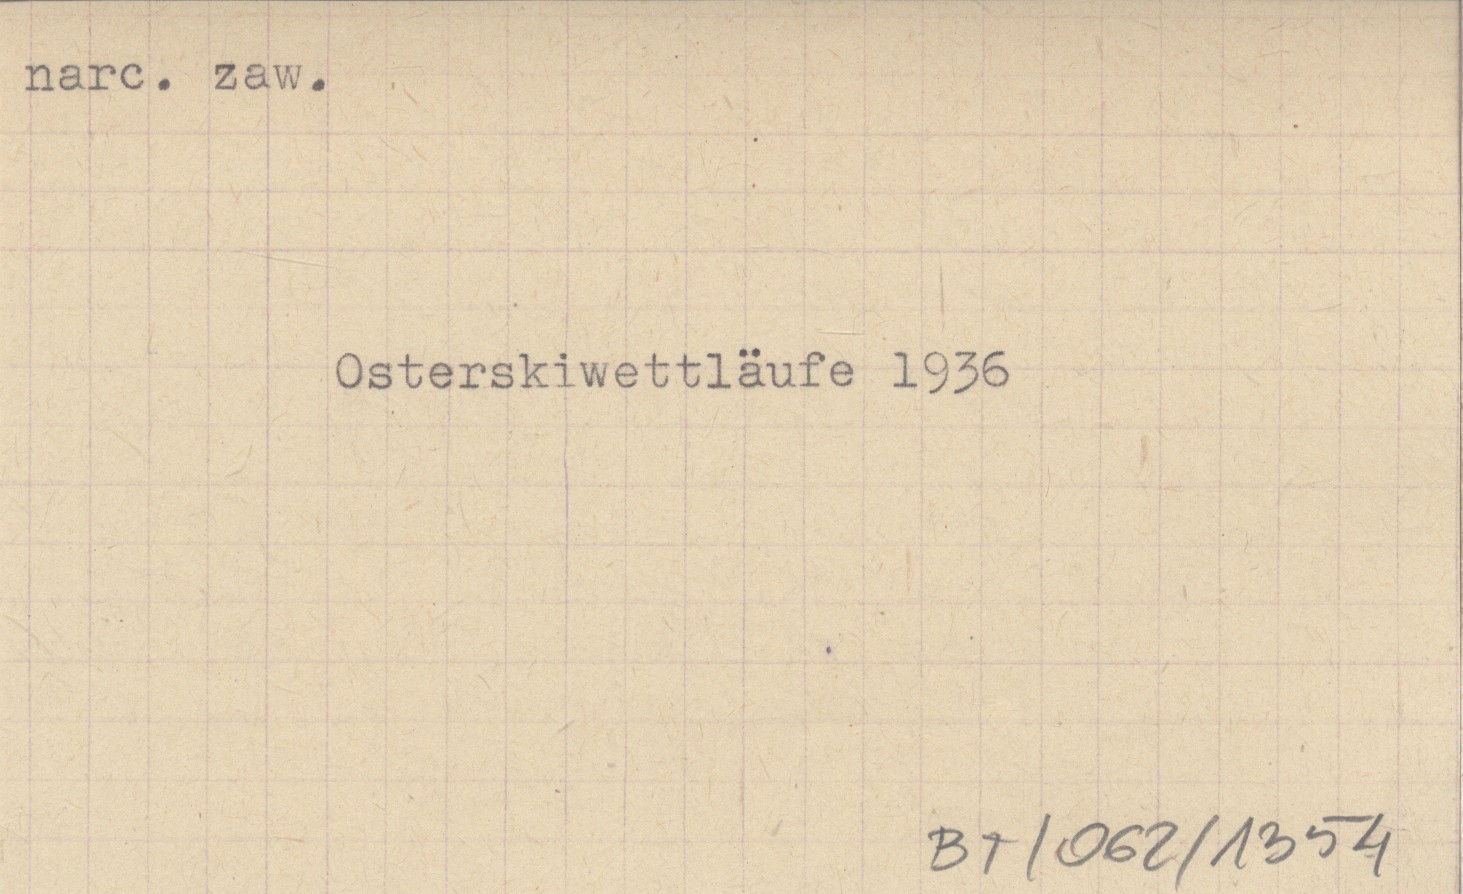 narc. zaw.
Osterskiwettläufe 1936
BT/062/1354